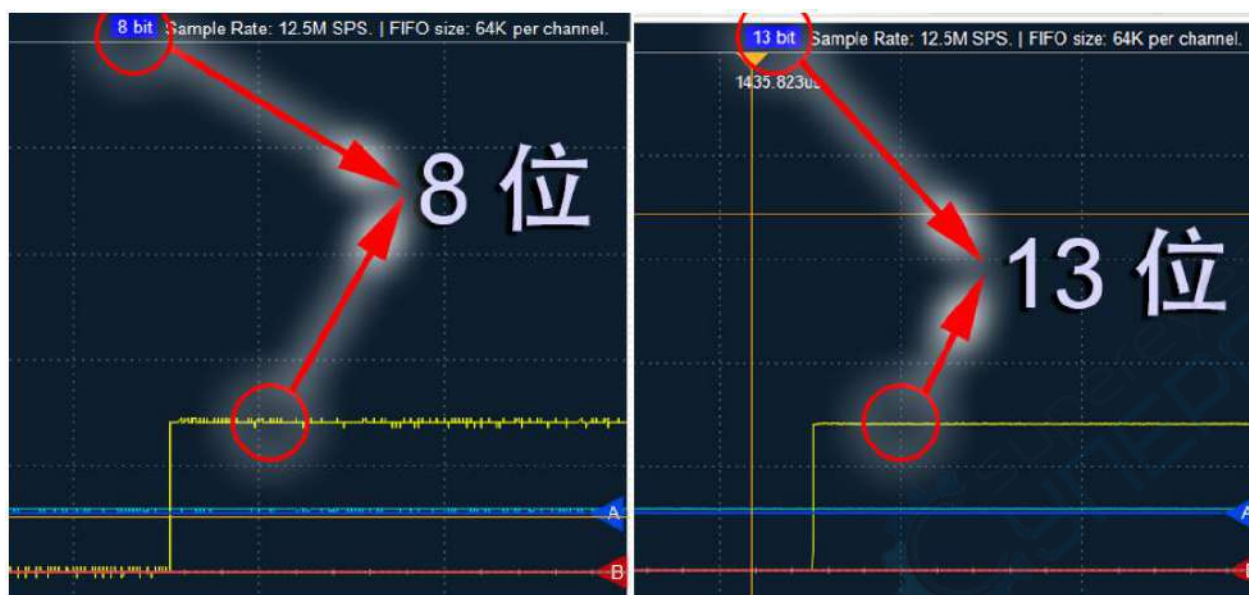 8 bit Sample Rate: 12.5M SPS. | FIFO size: 64K per channel.
8 位
A
B
13 bit Sample Rate: 12.5M SPS. | FIFO size: 64K per channel.
13 位
A